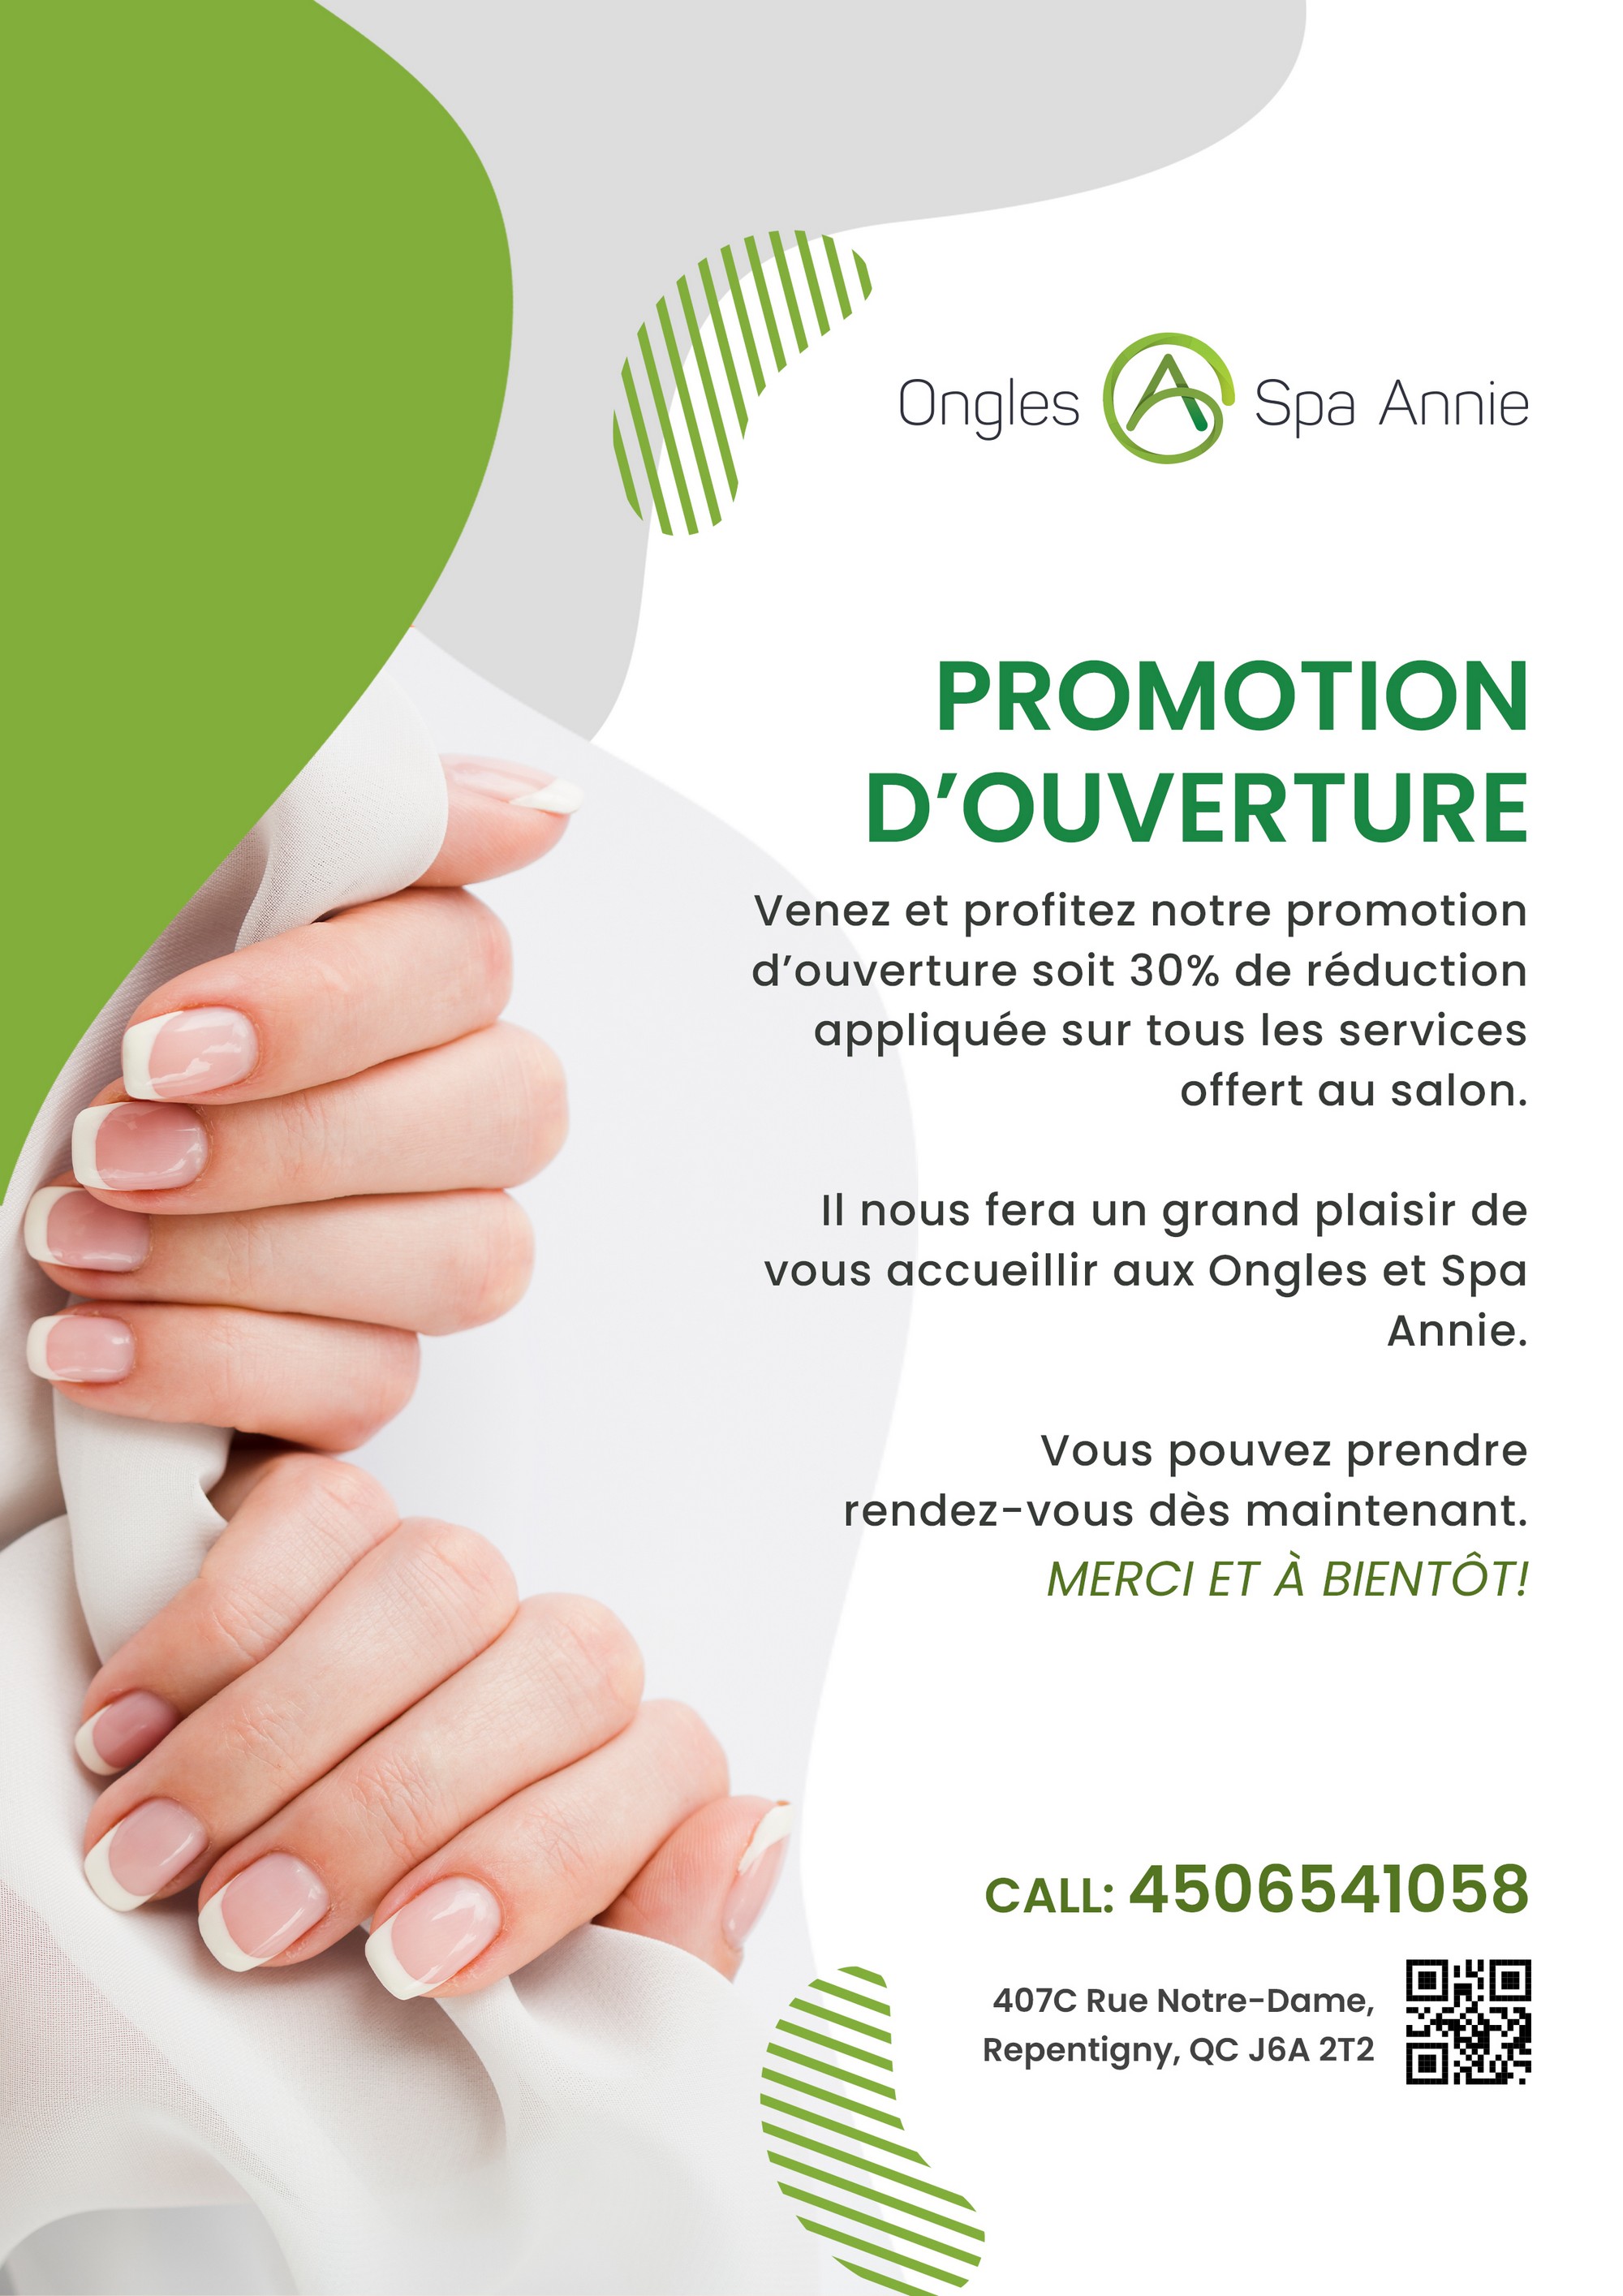 Ongles A Spa Annie
PROMOTION
D’OUVERTURE
Venez et profitez notre promotion
d’ouverture soit 30% de réduction
appliquée sur tous les services
offert au salon.
Il nous fera un grand plaisir de
vous accueillir aux Ongles et Spa
Annie.
Vous pouvez prendre
rendez-vous dès maintenant.
MERCI ET À BIENTÔT!
CALL: 4506541058
407C Rue Notre-Dame,
Repentigny, QC J6A 2T2